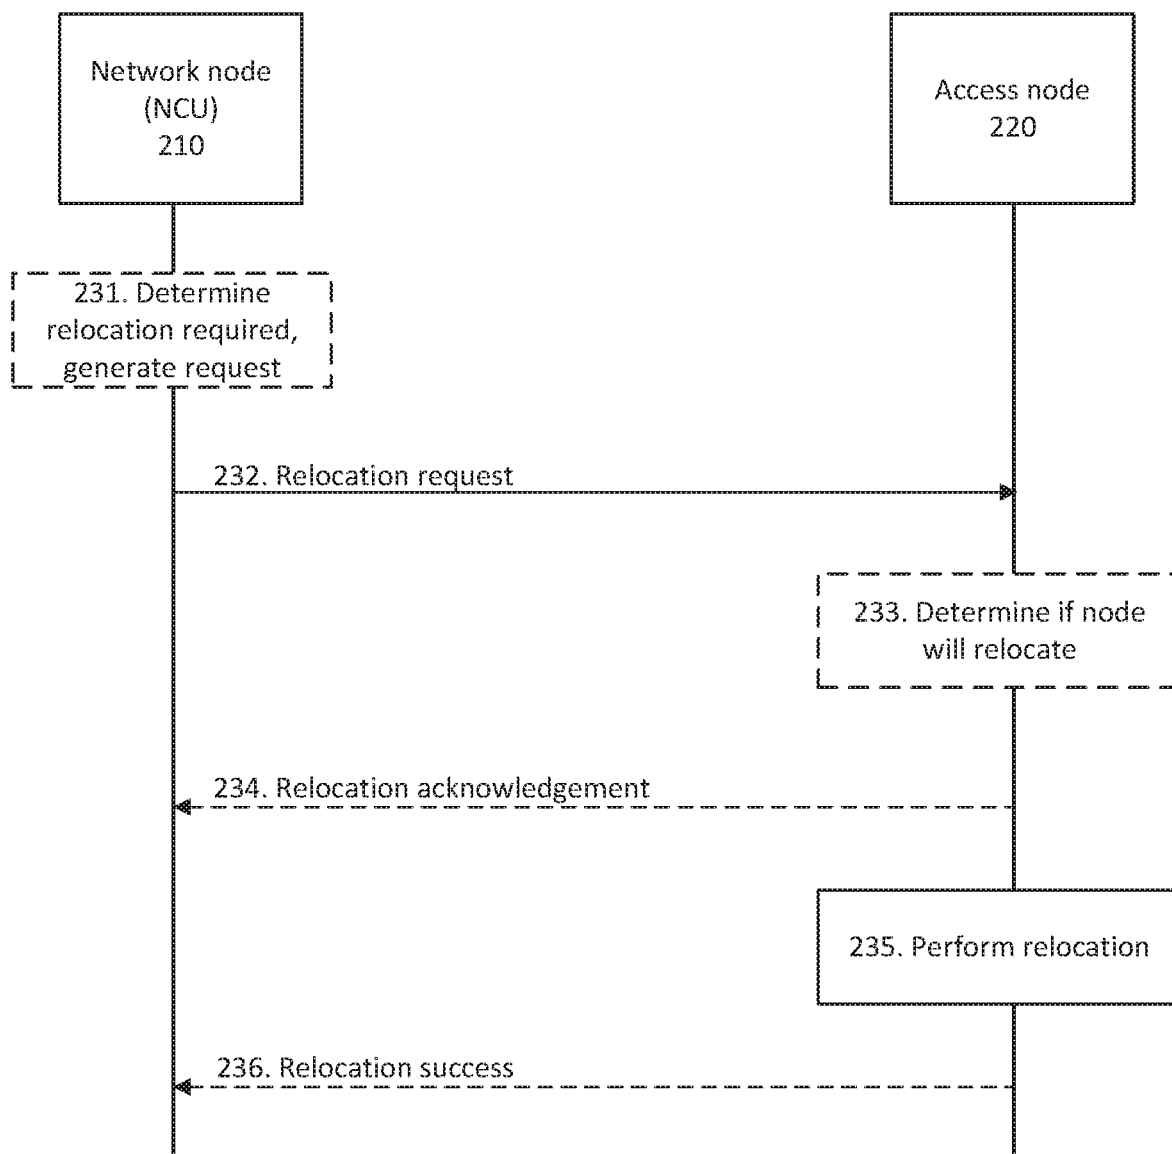 Network node
(NCU)
210
Access node
220
231. Determine
relocation required,
generate request
232. Relocation request
233. Determine if node
will relocate
234. Relocation acknowledgement
235. Perform relocation
236. Relocation success